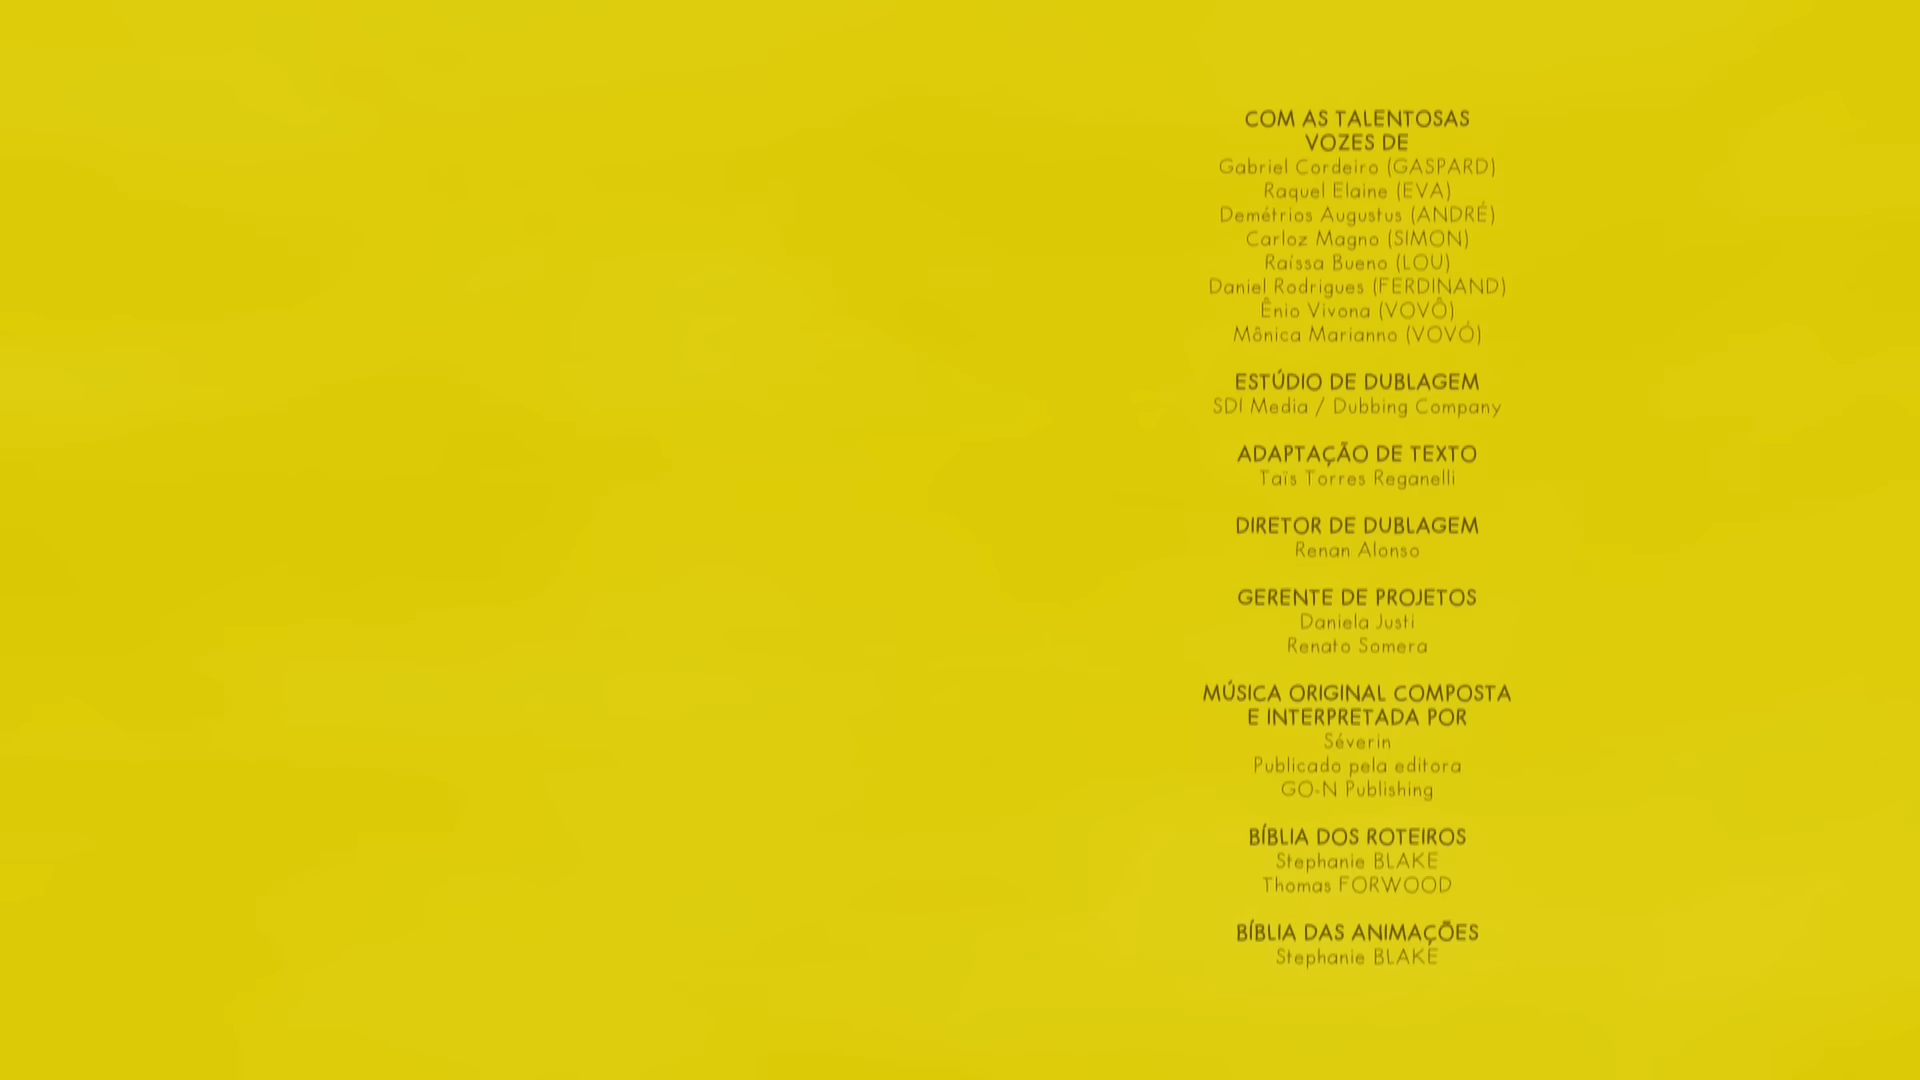 COM AS TALENTOSAS
VOZES DE
Gabriel Cordeiro (GASPARD)
Raquel Elaine (EVA)
Demétrios Augustus (ANDRÉ)
Carloz Magno (SIMON)
Raíssa Bueno (LOU)
Daniel Rodrigues (FERDINAND)
Ênio Vivona (VOVÔ)
Mônica Marianno (VOVÓ)
ESTÚDIO DE DUBLAGEM
SDI Media / Dubbing Company
ADAPTAÇÃO DE TEXTO
Taïs Torres Reganelli
DIRETOR DE DUBLAGEM
Renan Alonso
GERENTE DE PROJETOS
Daniela Justi
Renato Somera
MÚSICA ORIGINAL COMPOSTA
E INTERPRETADA POR
Séverin
Publicado pela editora
GO-N Publishing
BÍBLIA DOS ROTEIROS
Stephanie BLAKE
Thomas FORWOOD
BÍBLIA DAS ANIMAÇÕES
Stephanie BLAKE